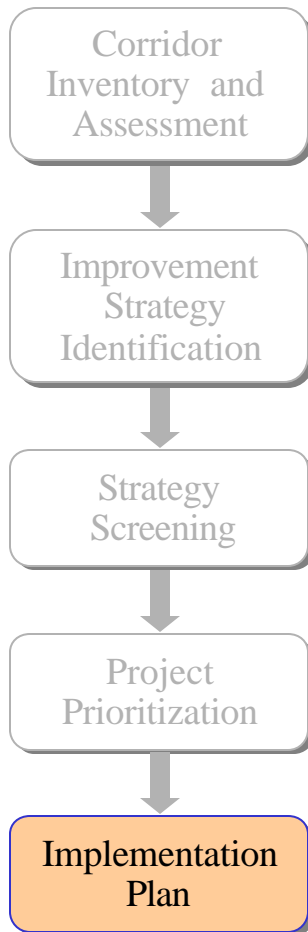 Corridor
Inventory and
Assessment
Improvement
Strategy
Identification
Strategy
Screening
Project
Prioritization
Implementation
Plan